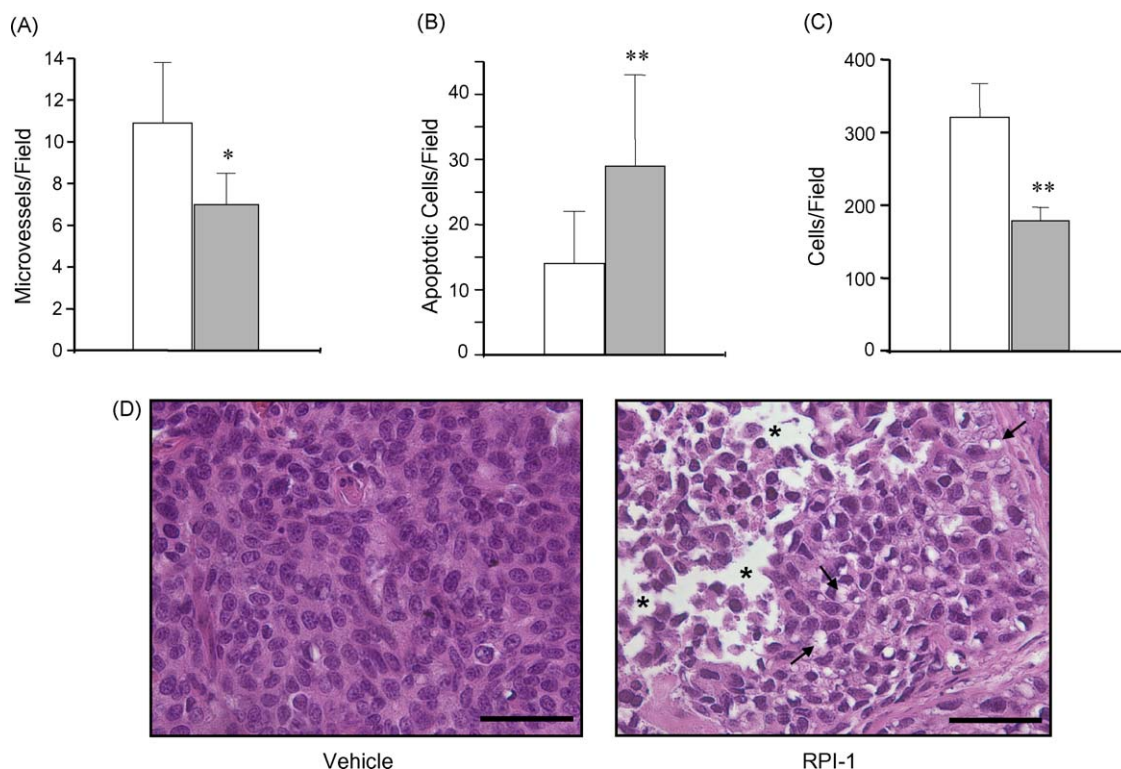 (A)
Microvessels/Field
14
12
10
8
6
4
2
0
*
(B)
Apoptotic Cells/Field
40
30
20
10
0
**
(C)
Cells/Field
400
300
200
100
0
**
(D)
*
*
*
Vehicle
RPI-1